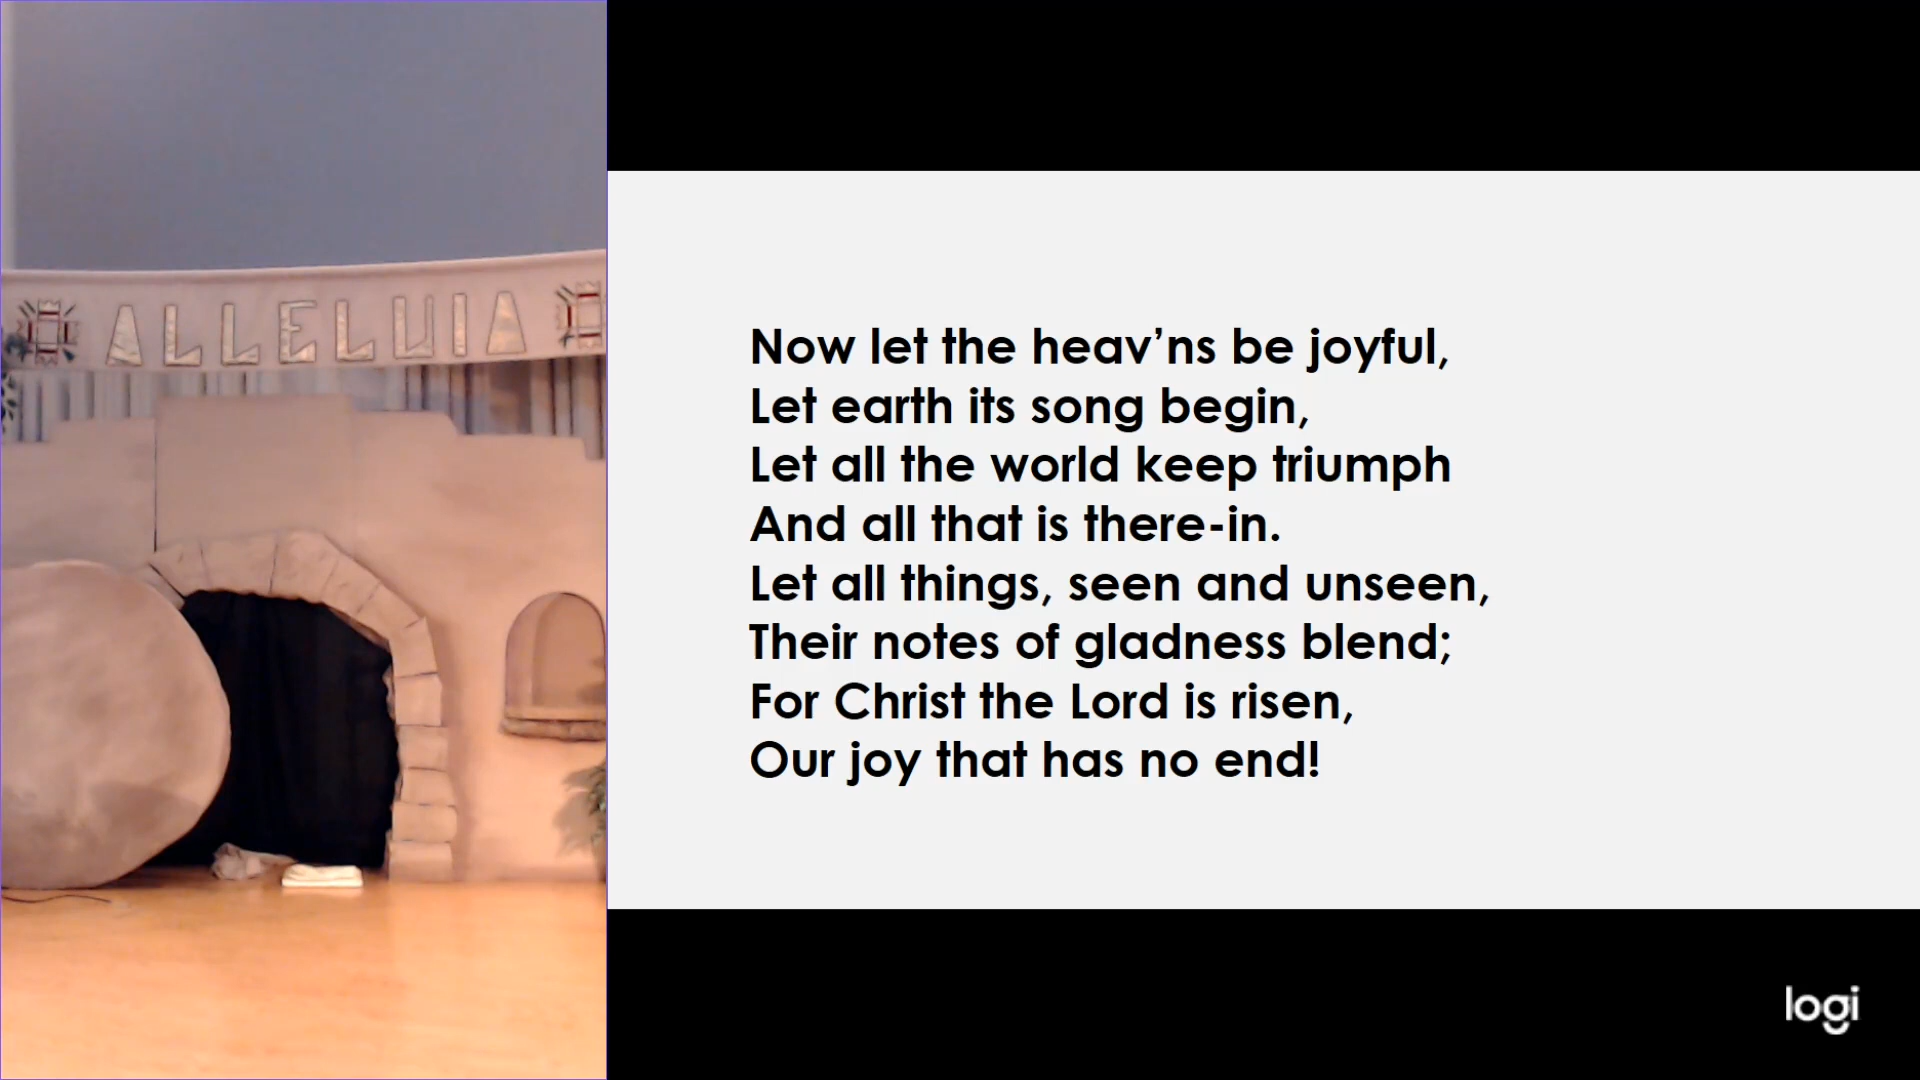 ALLELUIA
Now let the heav’ns be joyful,
Let earth its song begin,
Let all the world keep triumph
And all that is there-in.
Let all things, seen and unseen,
Their notes of gladness blend;
For Christ the Lord is risen,
Our joy that has no end!
logi